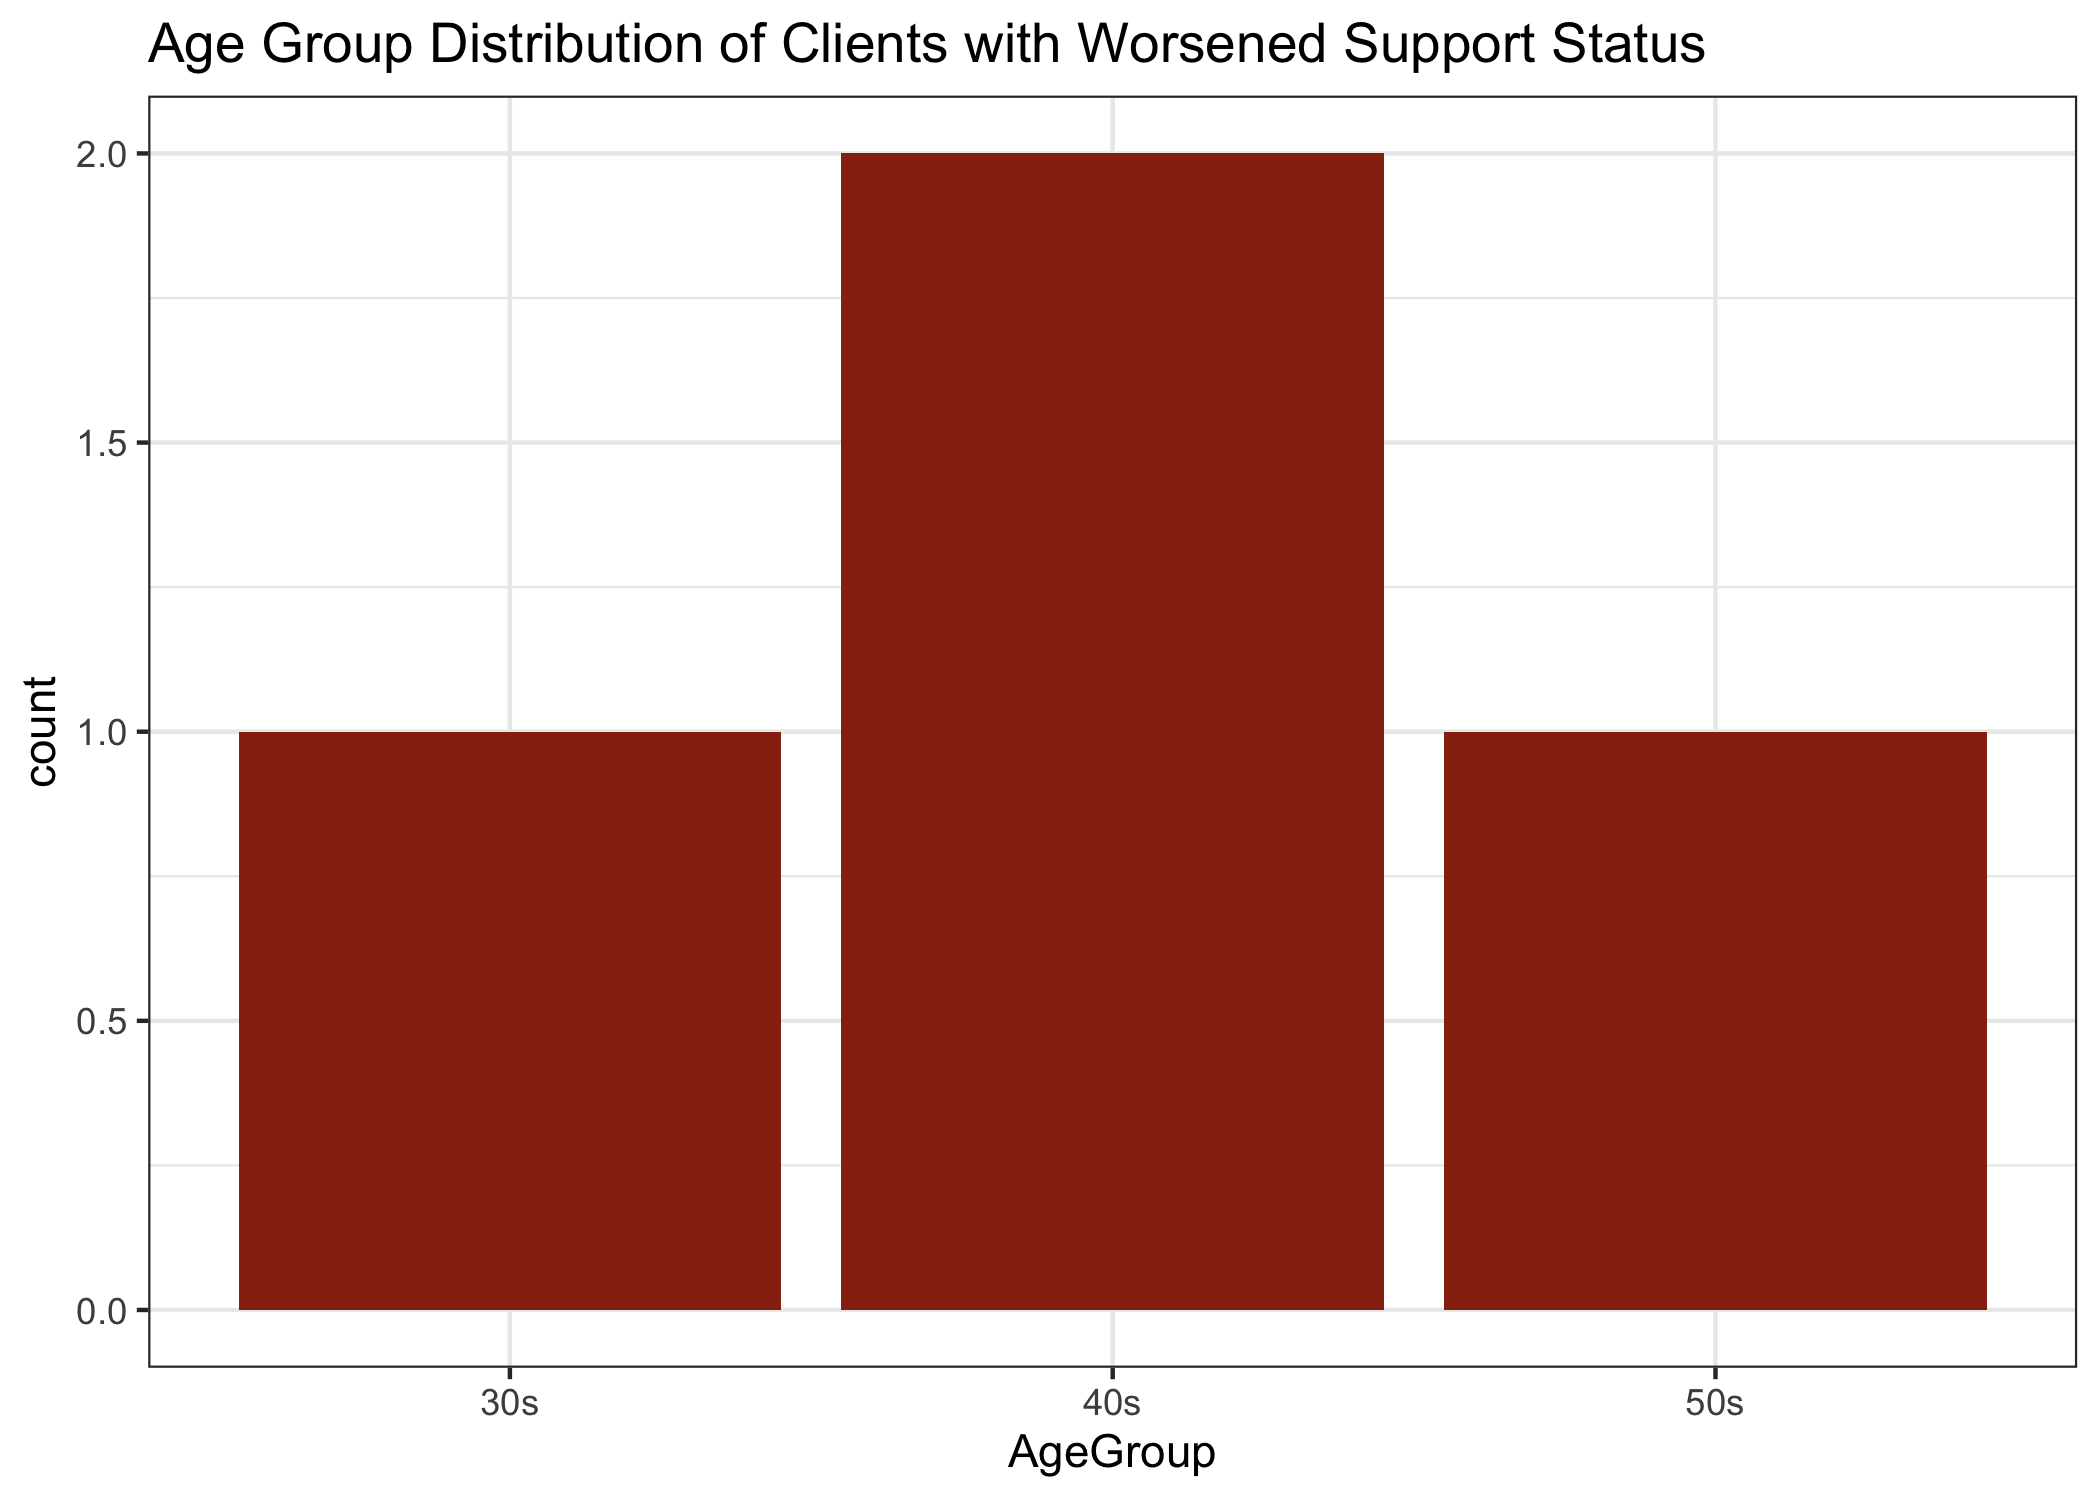 Age Group Distribution of Clients with Worsened Support Status
2.0
1.5
1.0
0.5
0.0
count
30s 40s 50s
AgeGroup